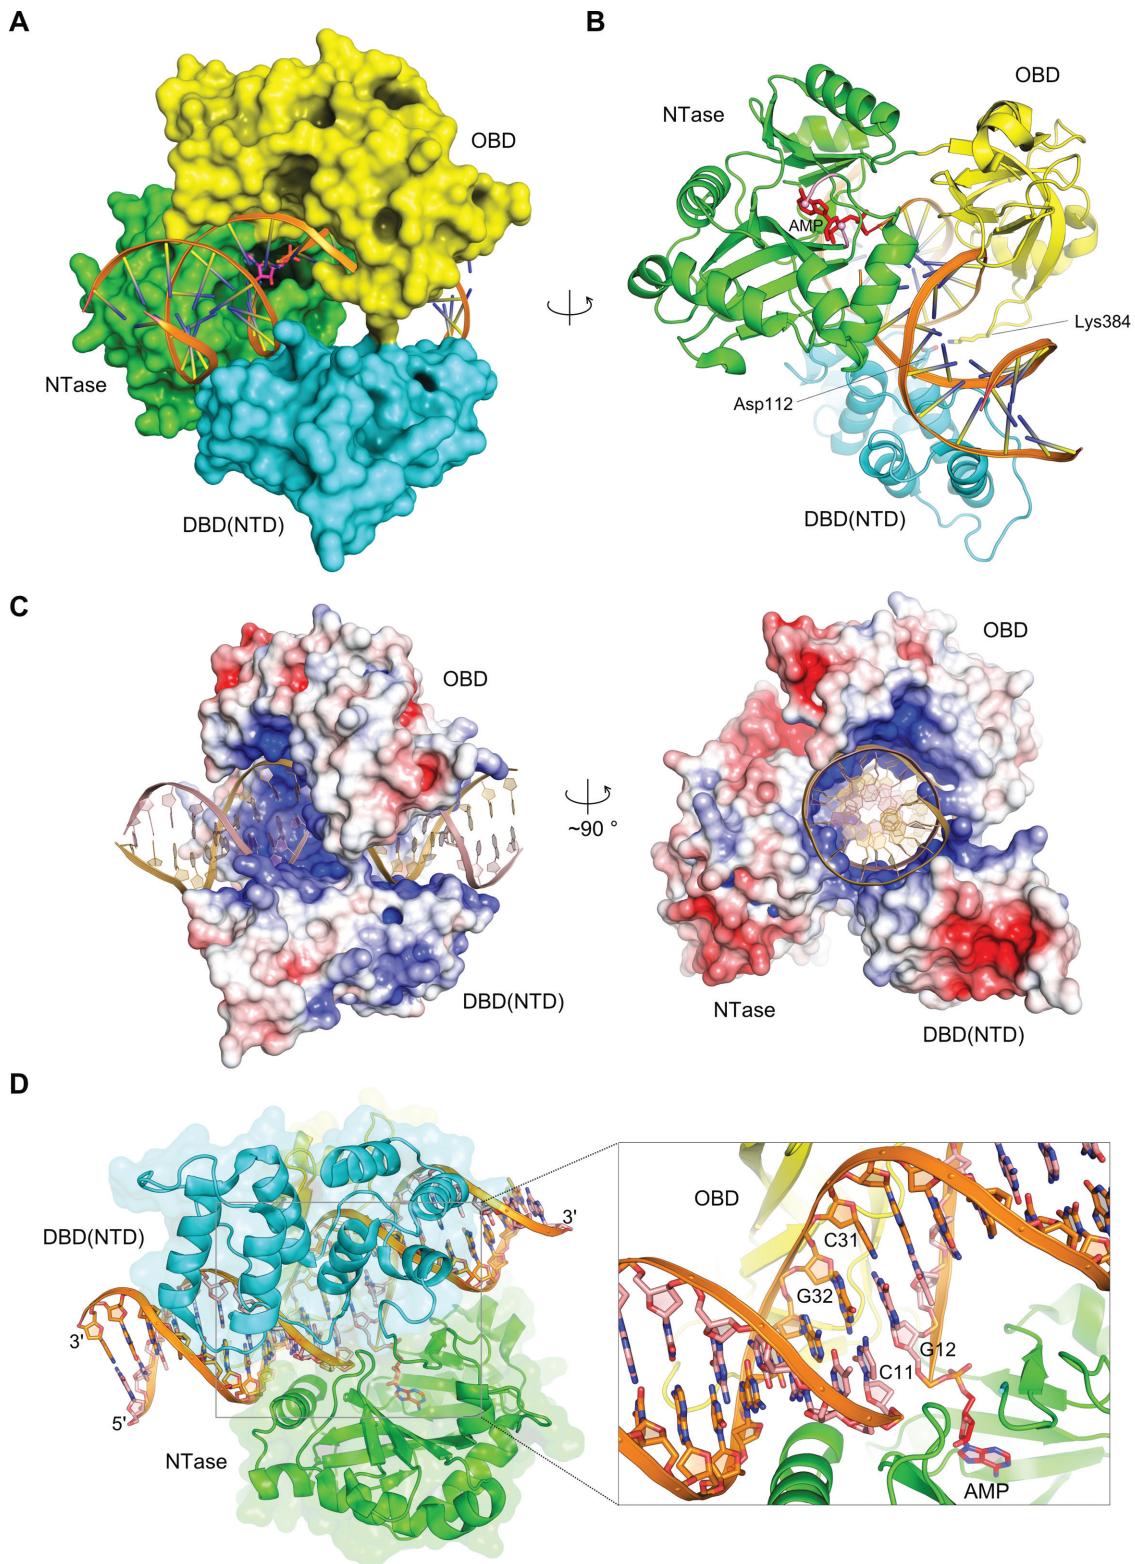 A
OBD
NTase
DBD(NTD)
B
OBD
NTase
AMP
Lys384
Asp112
DBD(NTD)
C
OBD
DBD(NTD)
~90 °
OBD
NTase
DBD(NTD)
D
DBD(NTD)
3'
3'
5'
NTase
OBD
C31
G32
G12
C11
AMP